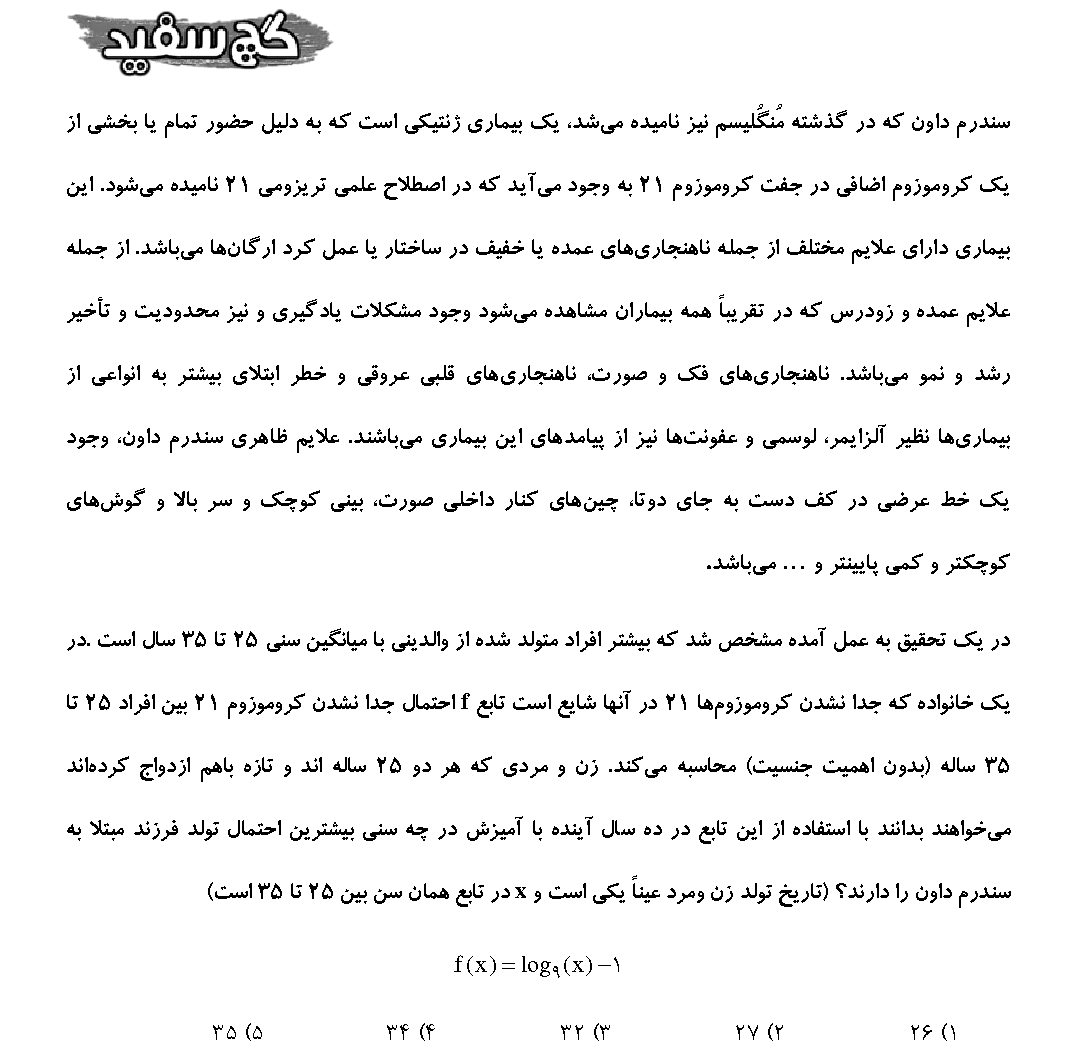 گچ سفید
سندرم داون که در گذشته مُنگُلیسم نیز نامیده می‌شد، یک بیماری ژنتیکی است که به دلیل حضور تمام یا بخشی از
یک کروموزوم اضافی در جفت کروموزوم ۲۱ به وجود می‌آید که در اصطلاح علمی تریزومی ۲۱ نامیده می‌شود. این
بیماری دارای علایم مختلف از جمله ناهنجاری‌های عمده یا خفیف در ساختار یا عمل کرد ارگان‌ها می‌باشد. از جمله
علایم عمده و زودرس که در تقریباً همه بیماران مشاهده می‌شود وجود مشکلات یادگیری و نیز محدودیت و تأخیر
رشد و نمو می‌باشد. ناهنجاری‌های فک و صورت، ناهنجاری‌های قلبی عروقی و خطر ابتلای بیشتر به انواعی از
بیماری‌ها نظیر آلزایمر، لوسمی و عفونت‌ها نیز از پیامدهای این بیماری می‌باشند. علایم ظاهری سندرم داون، وجود
یک خط عرضی در کف دست به جای دوتا، چین‌های کنار داخلی صورت، بینی کوچک و سر بالا و گوش‌های
کوچکتر و کمی پایینتر و ... می‌باشد.
در یک تحقیق به عمل آمده مشخص شد که بیشتر افراد متولد شده از والدینی با میانگین سنی ۲۵ تا ۳۵ سال است .در
یک خانواده که جدا نشدن کروموزوم‌ها ۲۱ در آنها شایع است تابع f احتمال جدا نشدن کروموزوم ۲۱ بین افراد ۲۵ تا
۳۵ ساله (بدون اهمیت جنسیت) محاسبه می‌کند. زن و مردی که هر دو ۲۵ ساله اند و تازه باهم ازدواج کرده‌اند
می‌خواهند بدانند با استفاده از این تابع در ده سال آینده با آمیزش در چه سنی بیشترین احتمال تولد فرزند مبتلا به
سندرم داون را دارند؟ (تاریخ تولد زن ومرد عیناً یکی است و x در تابع همان سن بین ۲۵ تا ۳۵ است)
f(x)=log₉(x)−۱
۱) ۲۶ ۲) ۲۷ ۳) ۳۲ ۴) ۳۴ ۵) ۳۵